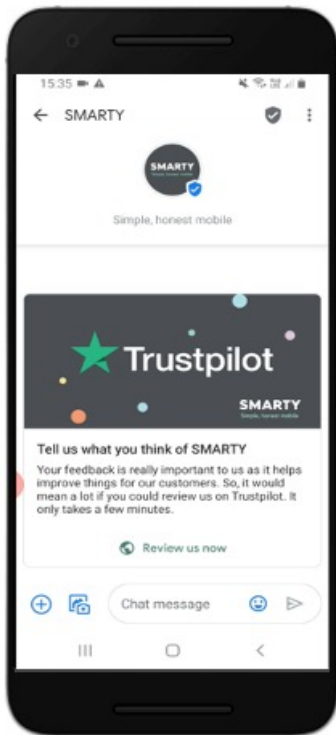 15:35
SMARTY
SMARTY
Simple, honest mobile
Simple, honest mobile
Trustpilot
SMARTY
Simple, honest mobile
Tell us what you think of SMARTY
Your feedback is really important to us as it helps
improve things for our customers. So, it would
mean a lot if you could review us on Trustpilot. It
only takes a few minutes.
Review us now
Chat message